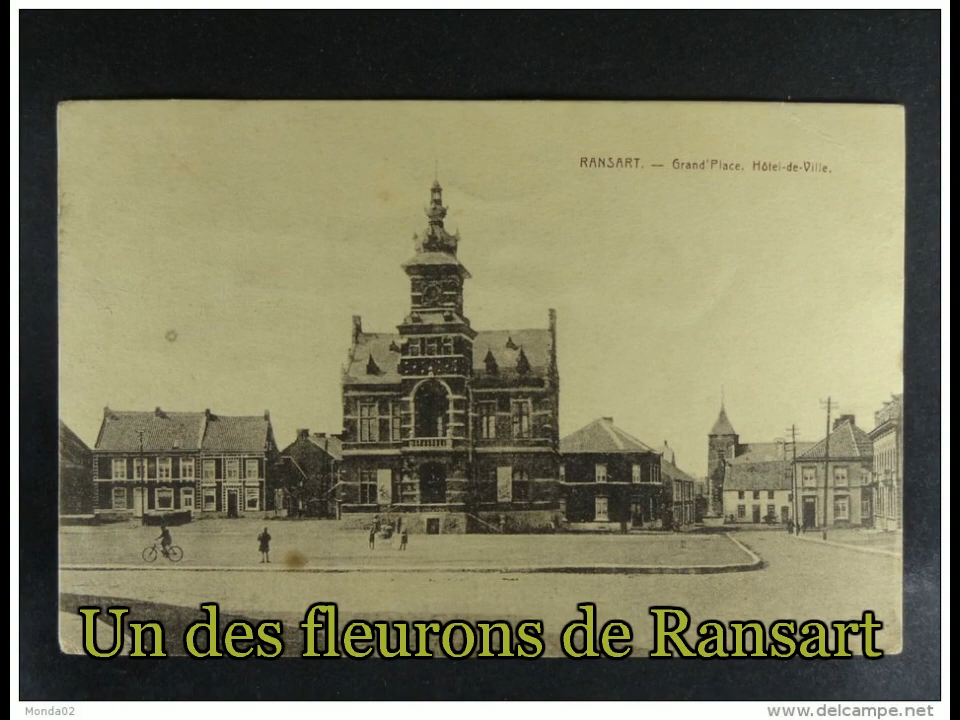 RANSART. — Grand'Place. Hôtel-de-Ville.
Un des fleurons de Ransart
Monda02
www.delcampe.net